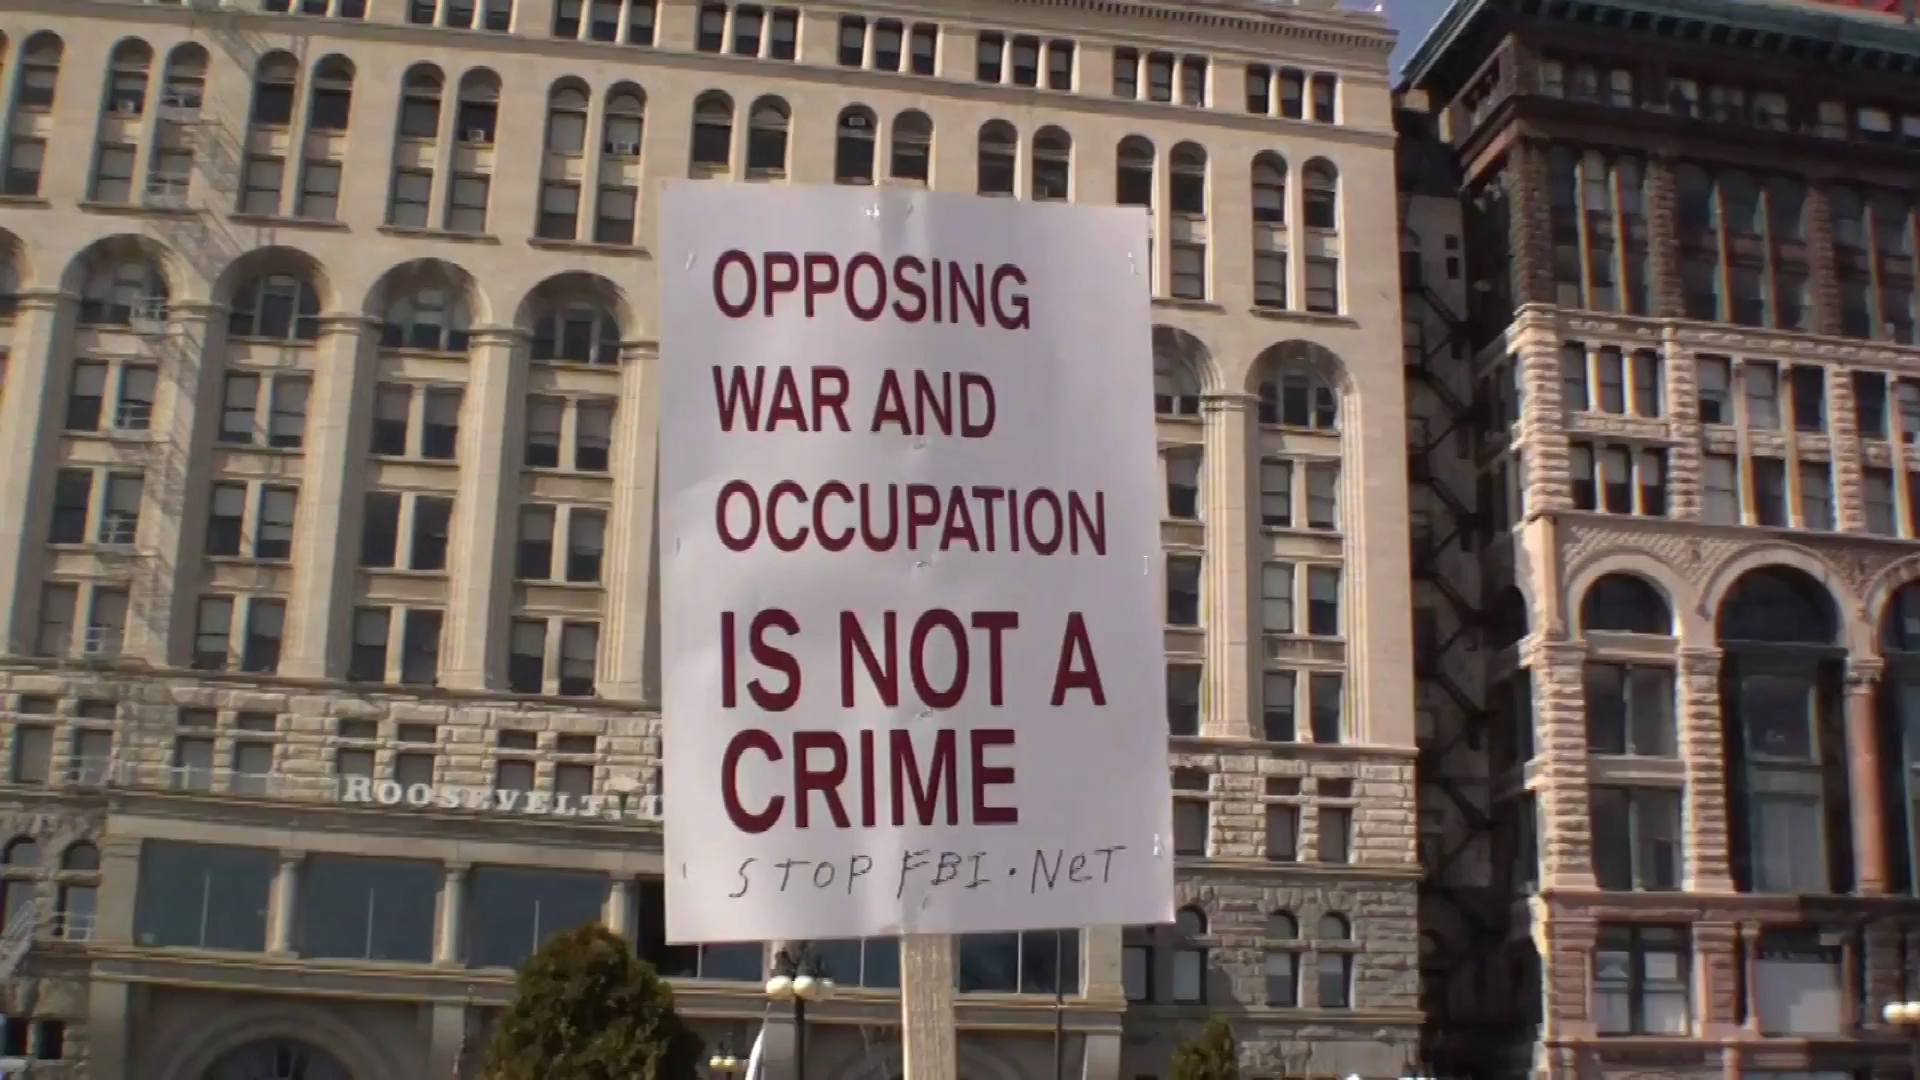 OPPOSING
WAR AND
OCCUPATION
IS NOT A
CRIME
STOP FBI.NeT
ROOSEVELT